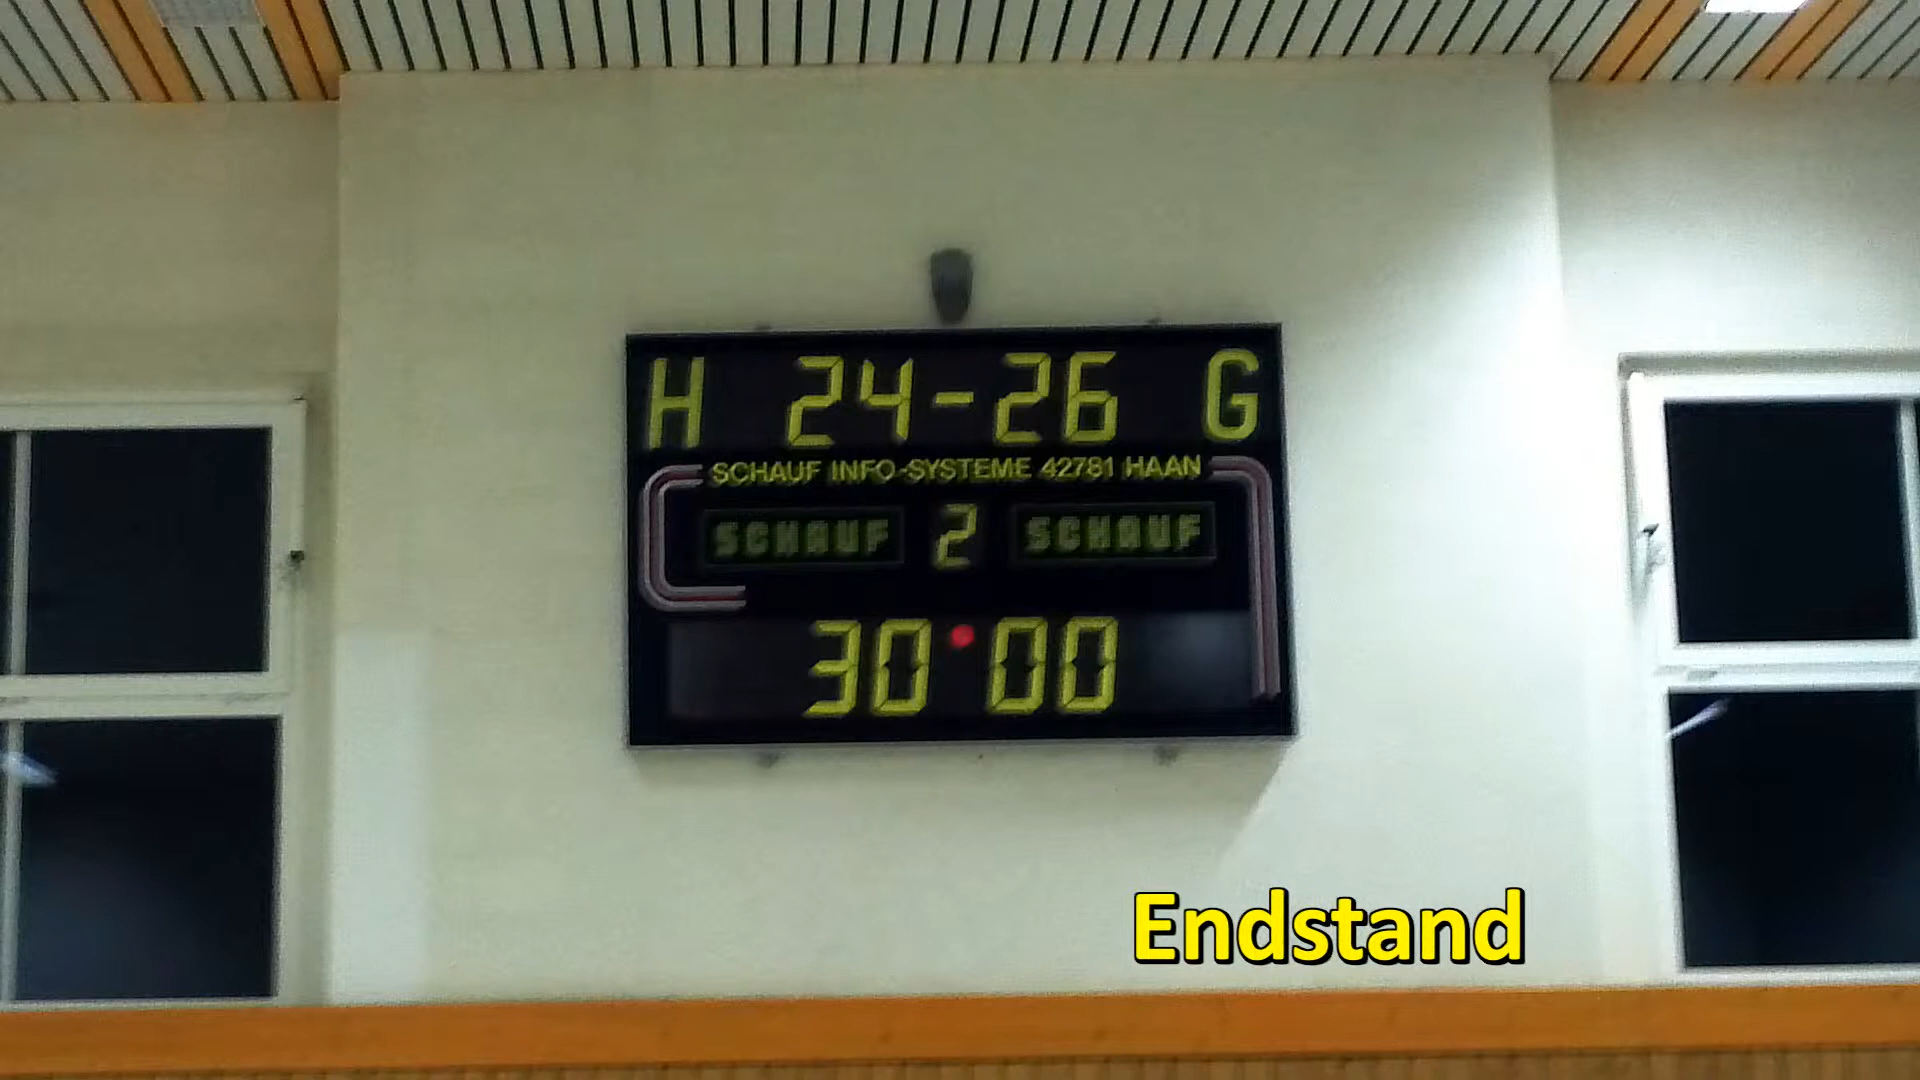 H 24-26 G
SCHAUF INFO-SYSTEME 42781 HAAN
SCHAUF 2 SCHAUF
30:00
Endstand